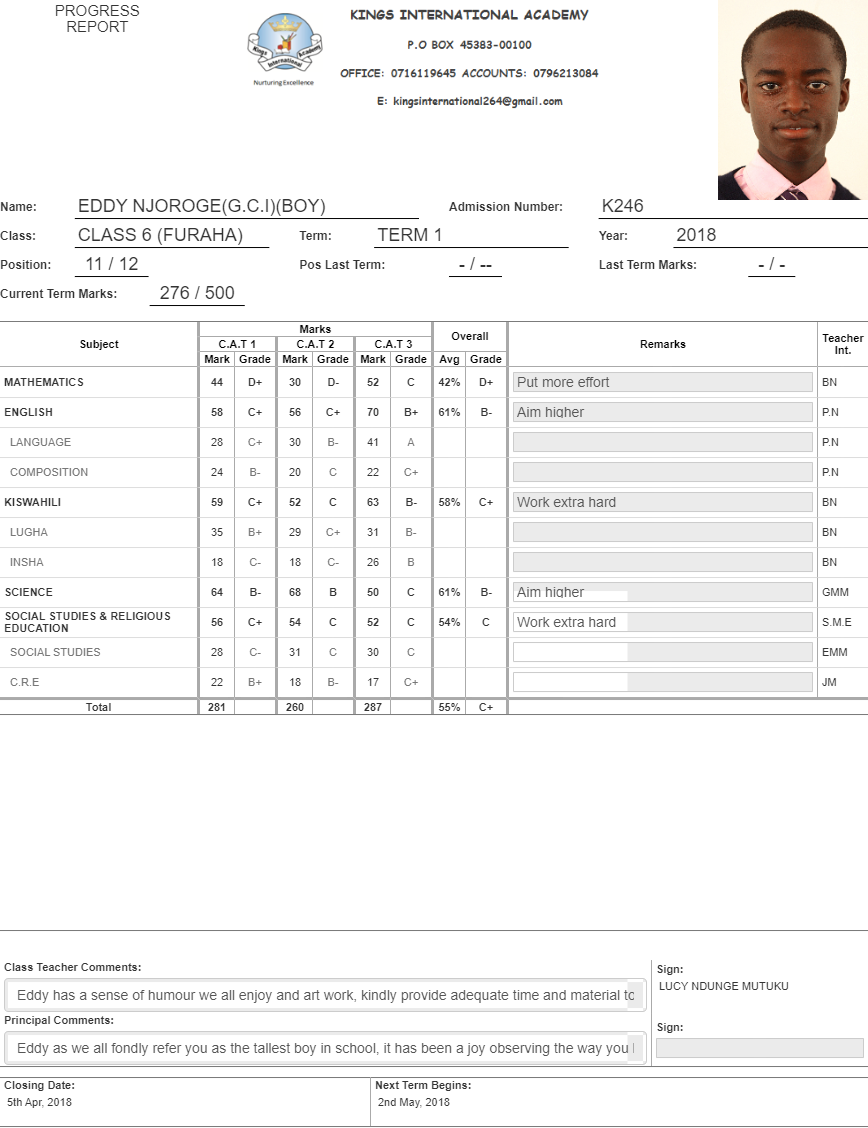 PROGRESS
REPORT
KINGS INTERNATIONAL ACADEMY
P.O BOX 45383-00100
OFFICE: 0716119645 ACCOUNTS: 0796213084
E: kingsinternational264@gmail.com
Kings International Academy
Nurturing Excellence
Name: EDDY NJOROGE(G.C.I)(BOY) Admission Number: K246
Class: CLASS 6 (FURAHA) Term: TERM 1 Year: 2018
Position: 11 / 12 Pos Last Term: - / -- Last Term Marks: - / -
Current Term Marks: 276 / 500
Subject Marks Overall Remarks Teacher Int.
C.A.T 1 C.A.T 2 C.A.T 3
Mark Grade Mark Grade Mark Grade Avg Grade
MATHEMATICS 44 D+ 30 D- 52 C 42% D+ Put more effort BN
ENGLISH 58 C+ 56 C+ 70 B+ 61% B- Aim higher P.N
LANGUAGE 28 C+ 30 B- 41 A P.N
COMPOSITION 24 B- 20 C 22 C+ P.N
KISWAHILI 59 C+ 52 C 63 B- 58% C+ Work extra hard BN
LUGHA 35 B+ 29 C+ 31 B- BN
INSHA 18 C- 18 C- 26 B BN
SCIENCE 64 B- 68 B 50 C 61% B- Aim higher GMM
SOCIAL STUDIES & RELIGIOUS
EDUCATION 56 C+ 54 C 52 C 54% C Work extra hard S.M.E
SOCIAL STUDIES 28 C- 31 C 30 C EMM
C.R.E 22 B+ 18 B- 17 C+ JM
Total 281 260 287 55% C+
Class Teacher Comments: Sign:
Eddy has a sense of humour we all enjoy and art work, kindly provide adequate time and material to LUCY NDUNGE MUTUKU
Principal Comments: Sign:
Eddy as we all fondly refer you as the tallest boy in school, it has been a joy observing the way you
Closing Date: Next Term Begins:
5th Apr, 2018 2nd May, 2018